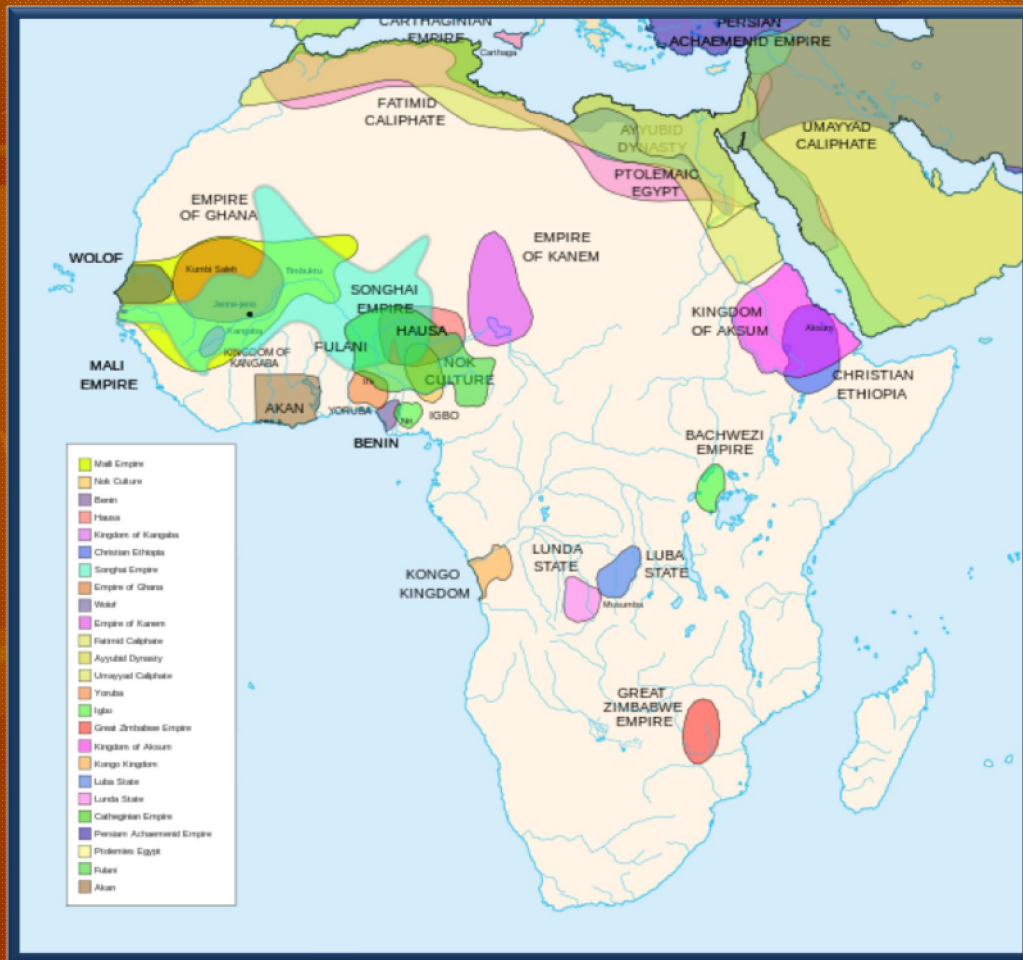 CARTHAGINIAN
EMPIRE
Carthage
PERSIAN
ACHAEMENID EMPIRE
FATIMID
CALIPHATE
AYYUBID
DYNASTY
UMAYYAD
CALIPHATE
PTOLEMAIC
EGYPT
EMPIRE
OF GHANA
WOLOF
Kumbi Saleh
Timbuktu
Jenne-jeno
Kangaba
EMPIRE
OF KANEM
SONGHAI
EMPIRE
HAUSA
FULANI
KINGDOM OF
KANGABA
MALI
EMPIRE
NOK
CULTURE
KINGDOM
OF AKSUM
Aksum
CHRISTIAN
ETHIOPIA
AKAN
Ife
YORUBA
IGBO
BENIN
BACHWEZI
EMPIRE
KONGO
KINGDOM
LUNDA
STATE
LUBA
STATE
Musumba
GREAT
ZIMBABWE
EMPIRE
Malli Empire
Nok Culture
Benin
Hausa
Kingdom of Kangaba
Christian Ethiopia
Songhai Empire
Empire of Ghana
Wolof
Empire of Kanem
Fatimid Caliphate
Ayyubid Dynasty
Umayyad Caliphate
Yoruba
Igbo
Great Zimbabwe Empire
Kingdom of Aksum
Kongo Kingdom
Luba State
Lunda State
Catheginian Empire
Persiam Achaemenid Empire
Ptolemies Egypt
Fulani
Akan